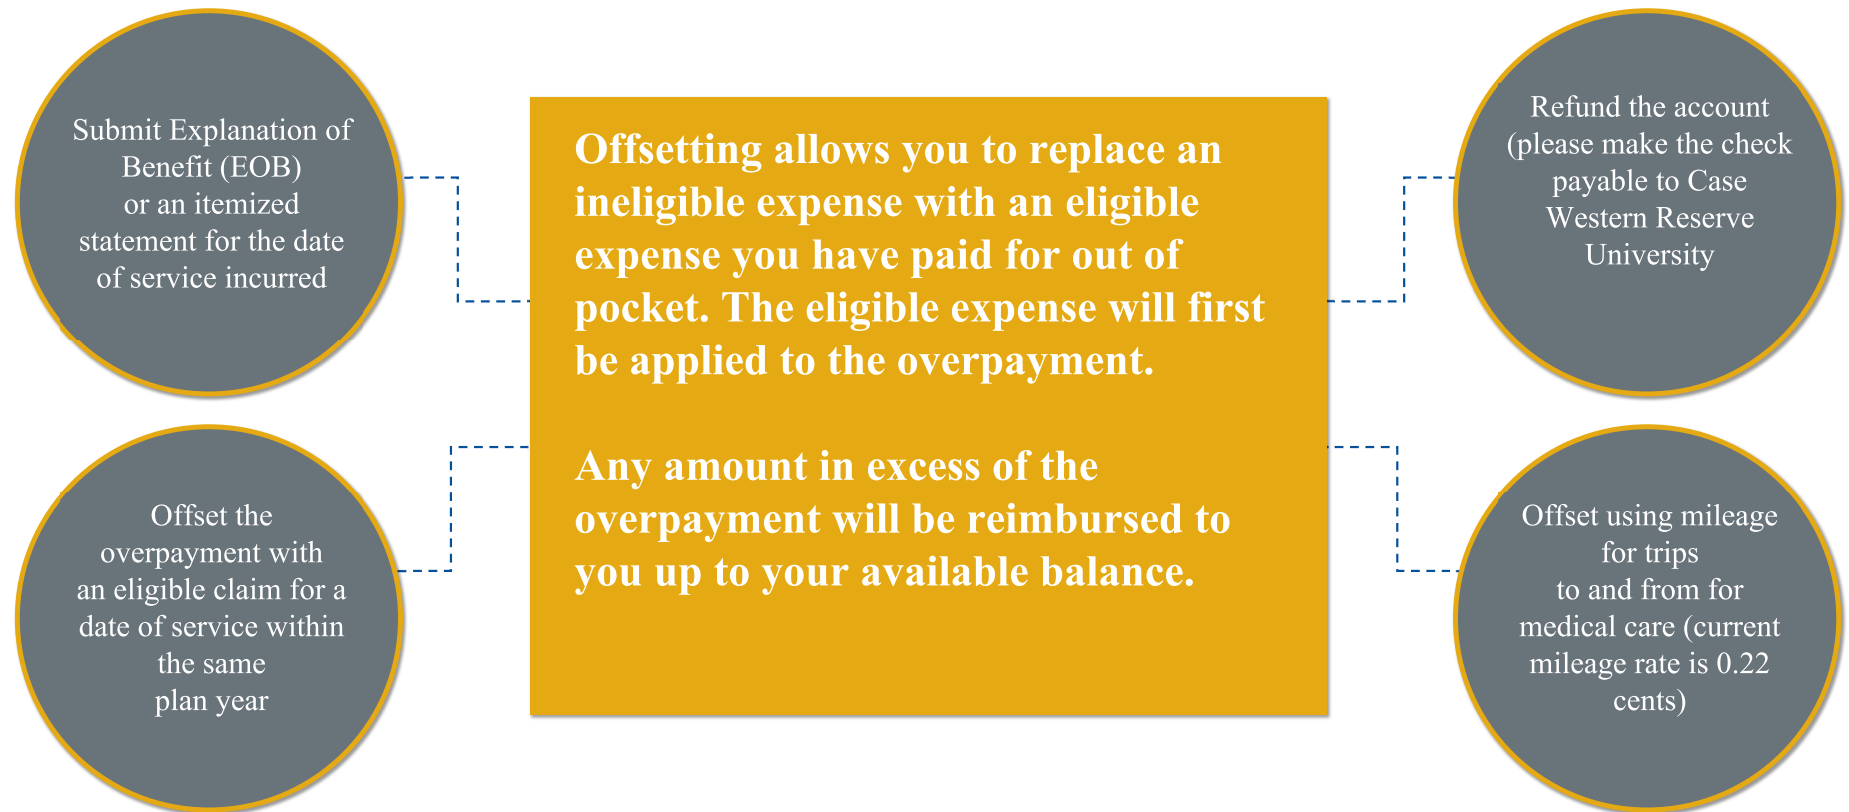 Submit Explanation of
Benefit (EOB)
or an itemized
statement for the date
of service incurred
Offset the
overpayment with
an eligible claim for a
date of service within
the same
plan year
Offsetting allows you to replace an
ineligible expense with an eligible
expense you have paid for out of
pocket. The eligible expense will first
be applied to the overpayment.
Any amount in excess of the
overpayment will be reimbursed to
you up to your available balance.
Refund the account
(please make the check
payable to Case
Western Reserve
University
Offset using mileage
for trips
to and from for
medical care (current
mileage rate is 0.22
cents)